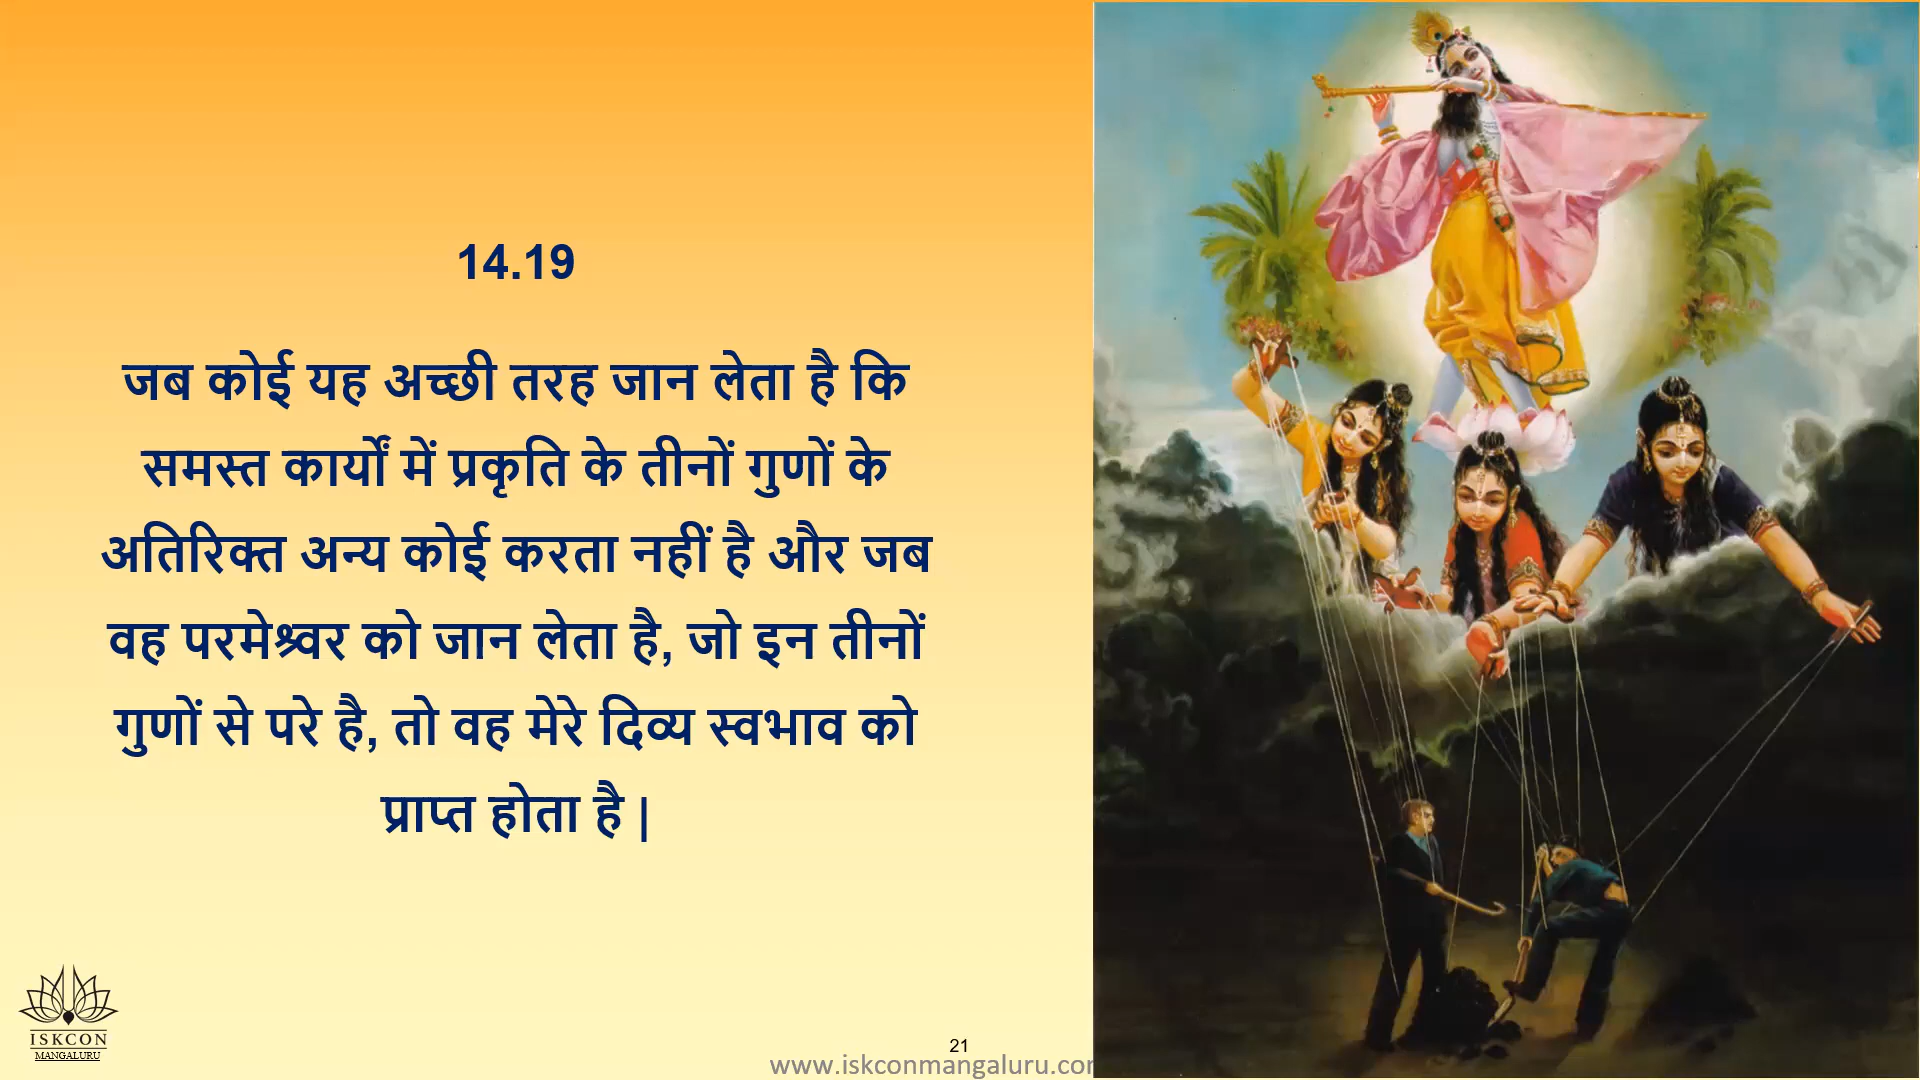 14.19
जब कोई यह अच्छी तरह जान लेता है कि
समस्त कार्यों में प्रकृति के तीनों गुणों के
अतिरिक्त अन्य कोई करता नहीं है और जब
वह परमेश्र्वर को जान लेता है, जो इन तीनों
गुणों से परे है, तो वह मेरे दिव्य स्वभाव को
प्राप्त होता है |
ISKCON
MANGALURU
21
www.iskconmangaluru.cor